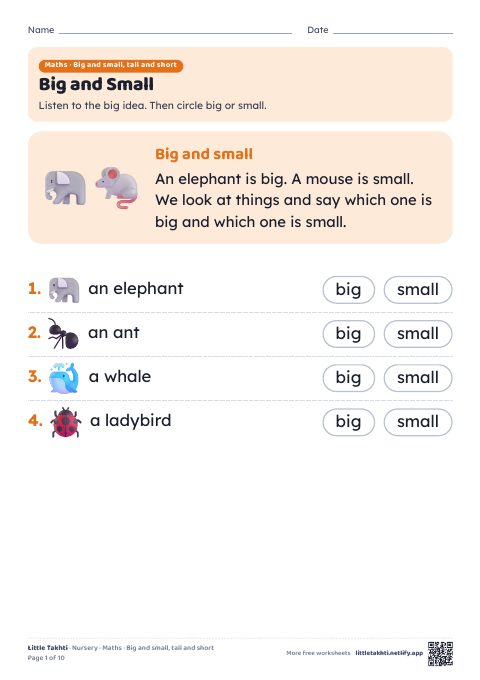 Name Date
Maths · Big and small, tall and short
Big and Small
Listen to the big idea. Then circle big or small.
Big and small
An elephant is big. A mouse is small.
We look at things and say which one is
big and which one is small.
1. an elephant big small
2. an ant big small
3. a whale big small
4. a ladybird big small
Little Takhti · Nursery · Maths · Big and small, tall and short
Page 1 of 10
More free worksheets littletakhti.netlify.app